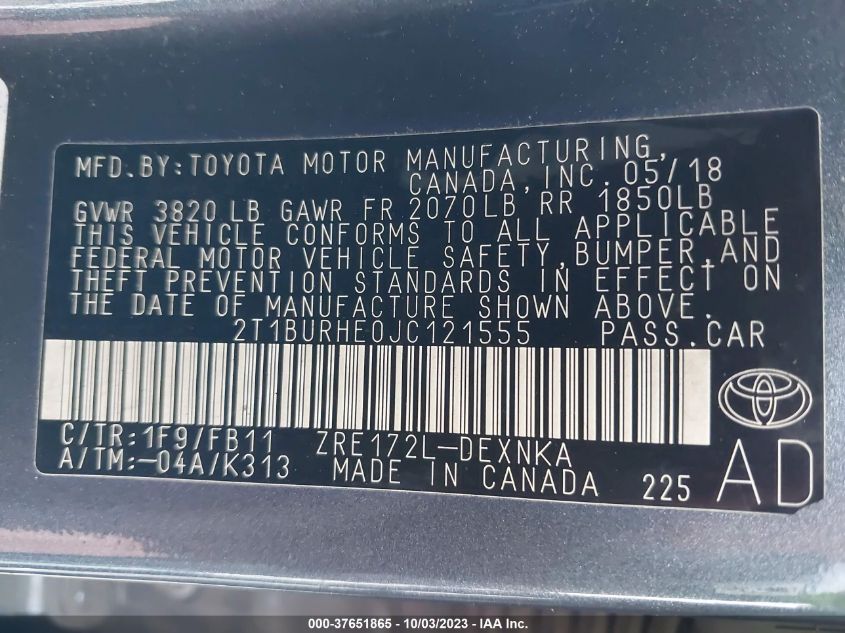 MFD.BY:TOYOTA MOTOR MANUFACTURING,
CANADA,INC. 05/18
GVWR 3820 LB GAWR FR 2070LB RR 1850LB
THIS VEHICLE CONFORMS TO ALL APPLICABLE
FEDERAL MOTOR VEHICLE SAFETY,BUMPER,AND
THEFT PREVENTION STANDARDS IN EFFECT ON
THE DATE OF MANUFACTURE SHOWN ABOVE.
2T1BURHE0JC121555 PASS.CAR
C/TR:1F9/FB11 ZRE172L-DEXNKA
A/TM:-04A/K313 MADE IN CANADA 225 AD
000-37651865 - 10/03/2023 - IAA Inc.